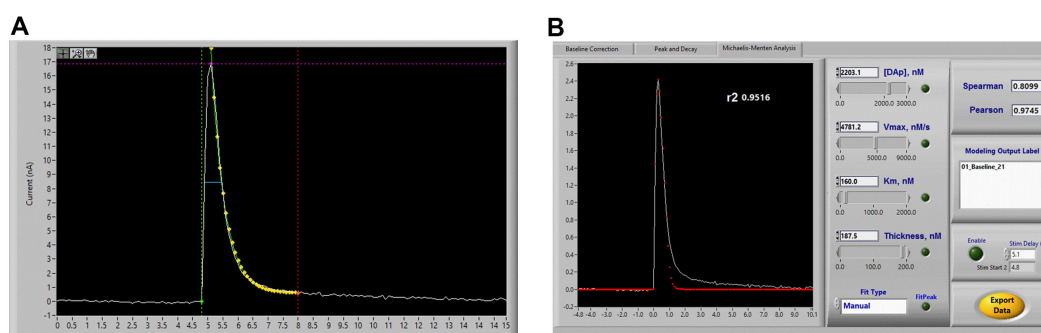 A
18-
17-
16-
15-
14-
13-
12-
11-
10-
9-
8-
7-
6-
5-
4-
3-
2-
1-
0-
-1-
Current (nA)
0 0.5 1 1.5 2 2.5 3 3.5 4 4.5 5 5.5 6 6.5 7 7.5 8 8.5 9 9.5 10 10.5 11 11.5 12 12.5 13 13.5 14 14.5 15
B
Baseline Correction Peak and Decay Michaelis-Menten Analysis
2.6-
2.4-
2.2-
2.0-
1.8-
1.6-
1.4-
1.2-
1.0-
0.8-
0.6-
0.4-
0.2-
0.0-
-0.2-
r2 0.9516
-4.8 -4.0 -3.0 -2.0 -1.0 0.0 1.0 2.0 3.0 4.0 5.0 6.0 7.0 8.0 9.0 10.1
2203.1 [DAp], nM
0.0 2000.0 3000.0
4781.2 Vmax, nM/s
0.0 5000.0 9000.0
160.0 Km, nM
0.0 1000.0 2000.0
187.5 Thickness, nM
0.0 100.0 200.0
Fit Type
Manual
FitPeak
Spearman 0.8099
Pearson 0.9745
Modeling Output Label
01_Baseline_21
Enable
Stim Delay
5.1
Stim Start 2 4.8
Export
Data